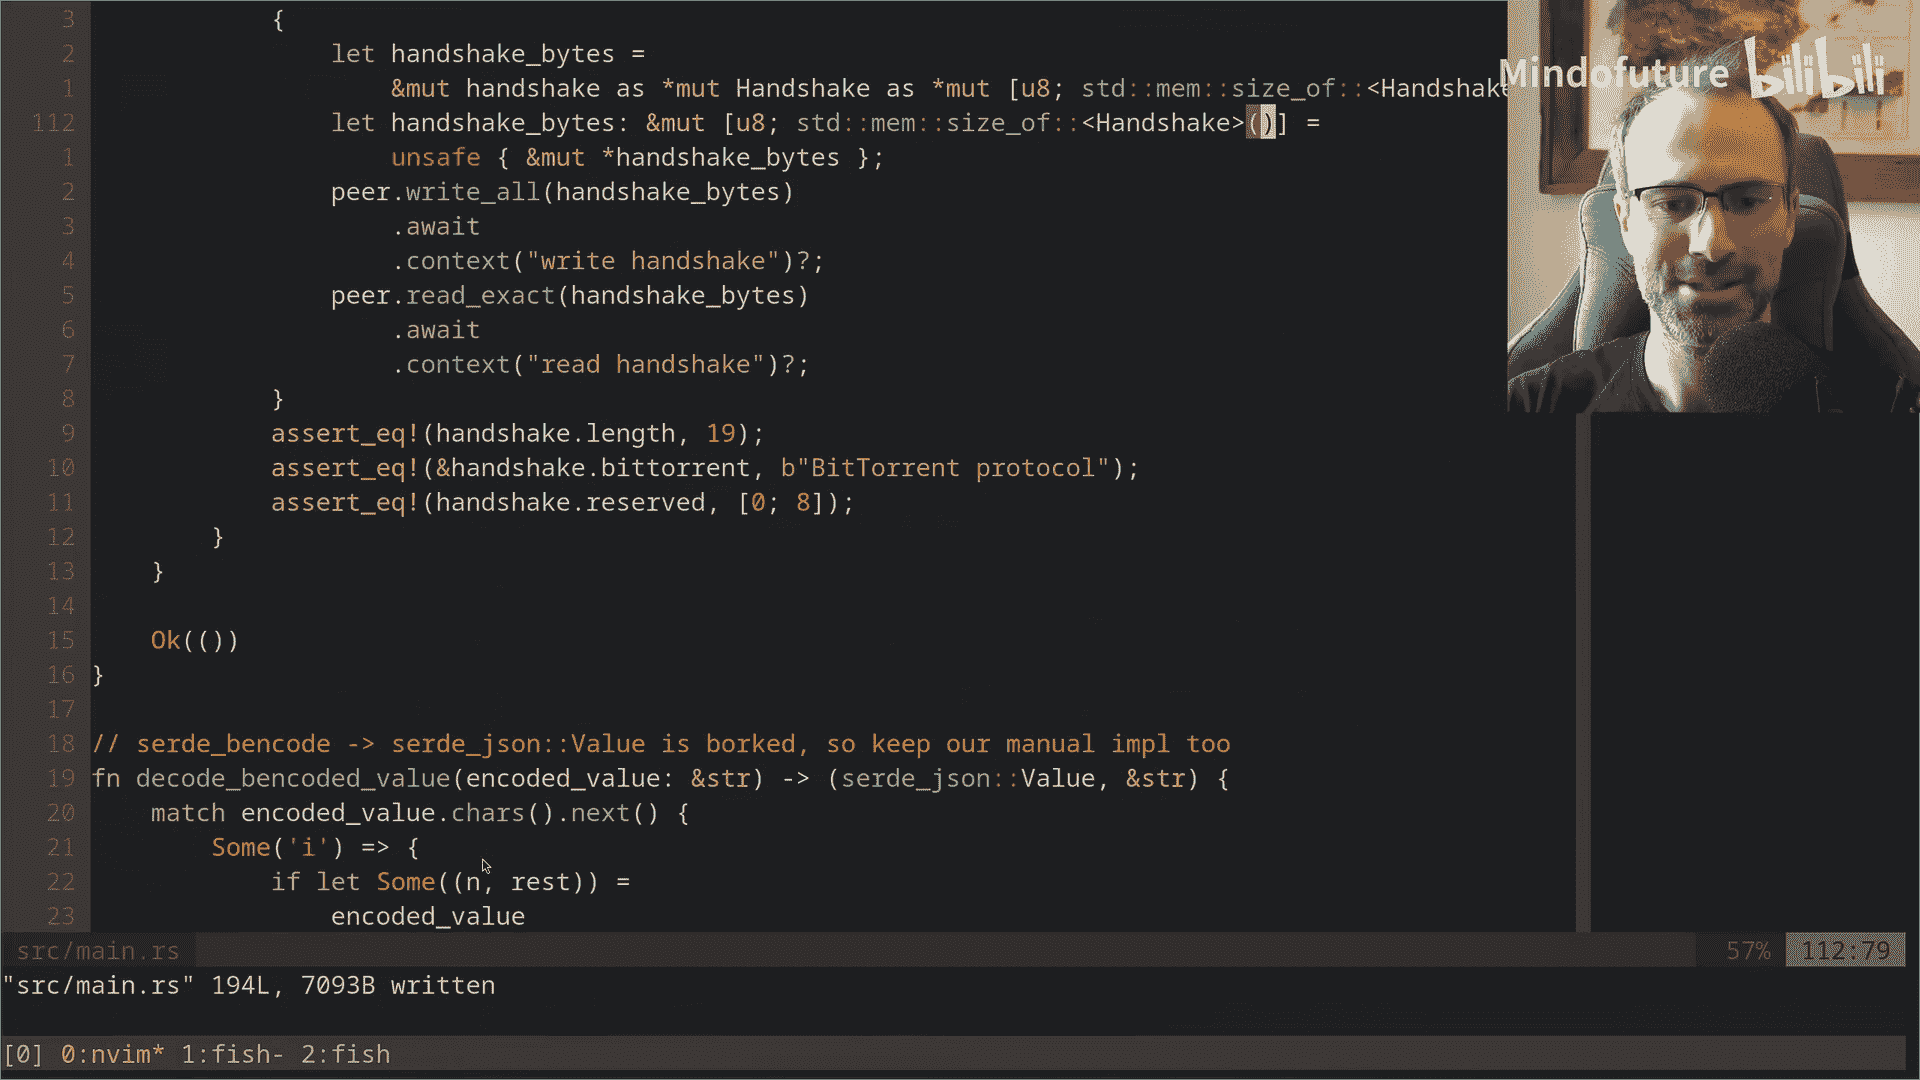 3 {
2 let handshake_bytes =
1 &mut handshake as *mut Handshake as *mut [u8; std::mem::size_of::<Handshake
112 let handshake_bytes: &mut [u8; std::mem::size_of::<Handshake>()] =
1 unsafe { &mut *handshake_bytes };
2 peer.write_all(handshake_bytes)
3 .await
4 .context("write handshake")?;
5 peer.read_exact(handshake_bytes)
6 .await
7 .context("read handshake")?;
8 }
9 assert_eq!(handshake.length, 19);
10 assert_eq!(&handshake.bittorrent, b"BitTorrent protocol");
11 assert_eq!(handshake.reserved, [0; 8]);
12 }
13 }
14
15 Ok(())
16 }
17
18 // serde_bencode -> serde_json::Value is borked, so keep our manual impl too
19 fn decode_bencoded_value(encoded_value: &str) -> (serde_json::Value, &str) {
20 match encoded_value.chars().next() {
21 Some('i') => {
22 if let Some((n, rest)) =
23 encoded_value
src/main.rs 57% 112:79
"src/main.rs" 194L, 7093B written
[0] 0:nvim* 1:fish- 2:fish
Mindofuture bilibili